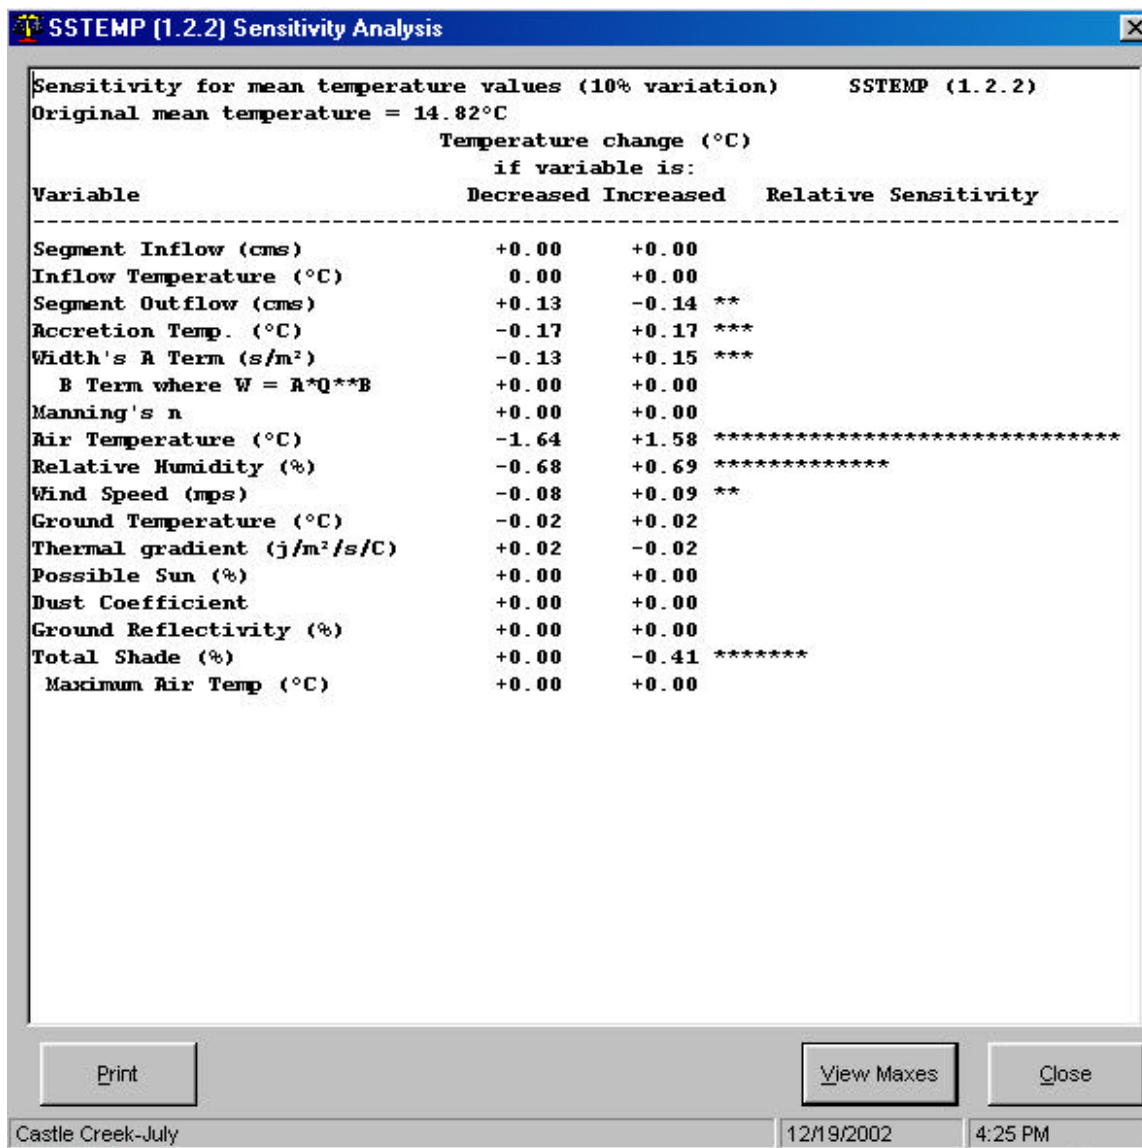 SSTEMP (1.2.2) Sensitivity Analysis
Sensitivity for mean temperature values (10% variation) SSTEMP (1.2.2)
Original mean temperature = 14.82°C
Temperature change (°C)
if variable is:
Variable Decreased Increased Relative Sensitivity
--------------------------------------------------------------------------------
Segment Inflow (cms) +0.00 +0.00
Inflow Temperature (°C) 0.00 +0.00
Segment Outflow (cms) +0.13 -0.14 **
Accretion Temp. (°C) -0.17 +0.17 ***
Width's A Term (s/m²) -0.13 +0.15 ***
B Term where W = A*Q**B +0.00 +0.00
Manning's n +0.00 +0.00
Air Temperature (°C) -1.64 +1.58 ******************************
Relative Humidity (%) -0.68 +0.69 *************
Wind Speed (mps) -0.08 +0.09 **
Ground Temperature (°C) -0.02 +0.02
Thermal gradient (j/m²/s/C) +0.02 -0.02
Possible Sun (%) +0.00 +0.00
Dust Coefficient +0.00 +0.00
Ground Reflectivity (%) +0.00 +0.00
Total Shade (%) +0.00 -0.41 *******
Maximum Air Temp (°C) +0.00 +0.00
Print View Maxes Close
Castle Creek-July 12/19/2002 4:25 PM